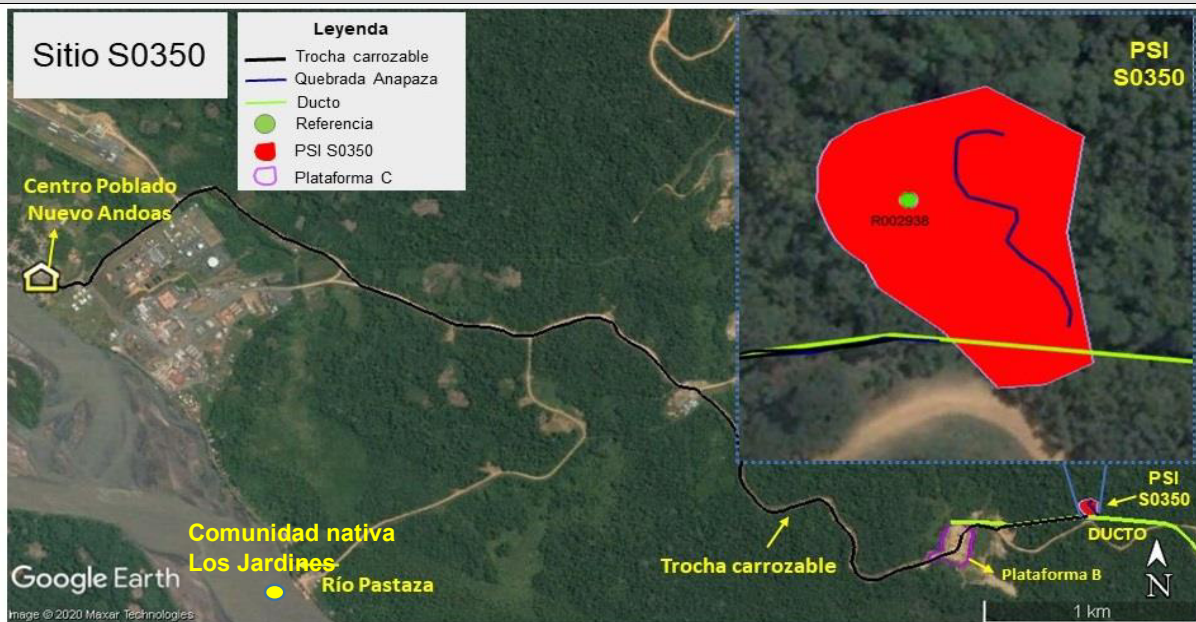 Sitio S0350
Leyenda
Trocha carrozable
Quebrada Anapaza
Ducto
Referencia
PSI S0350
Plataforma C
PSI
S0350
R002938
Centro Poblado
Nuevo Andoas
Comunidad nativa
Los Jardines
Río Pastaza
Trocha carrozable
Plataforma B
PSI
S0350
DUCTO
N
1 km
Google Earth
Image © 2020 Maxar Technologies